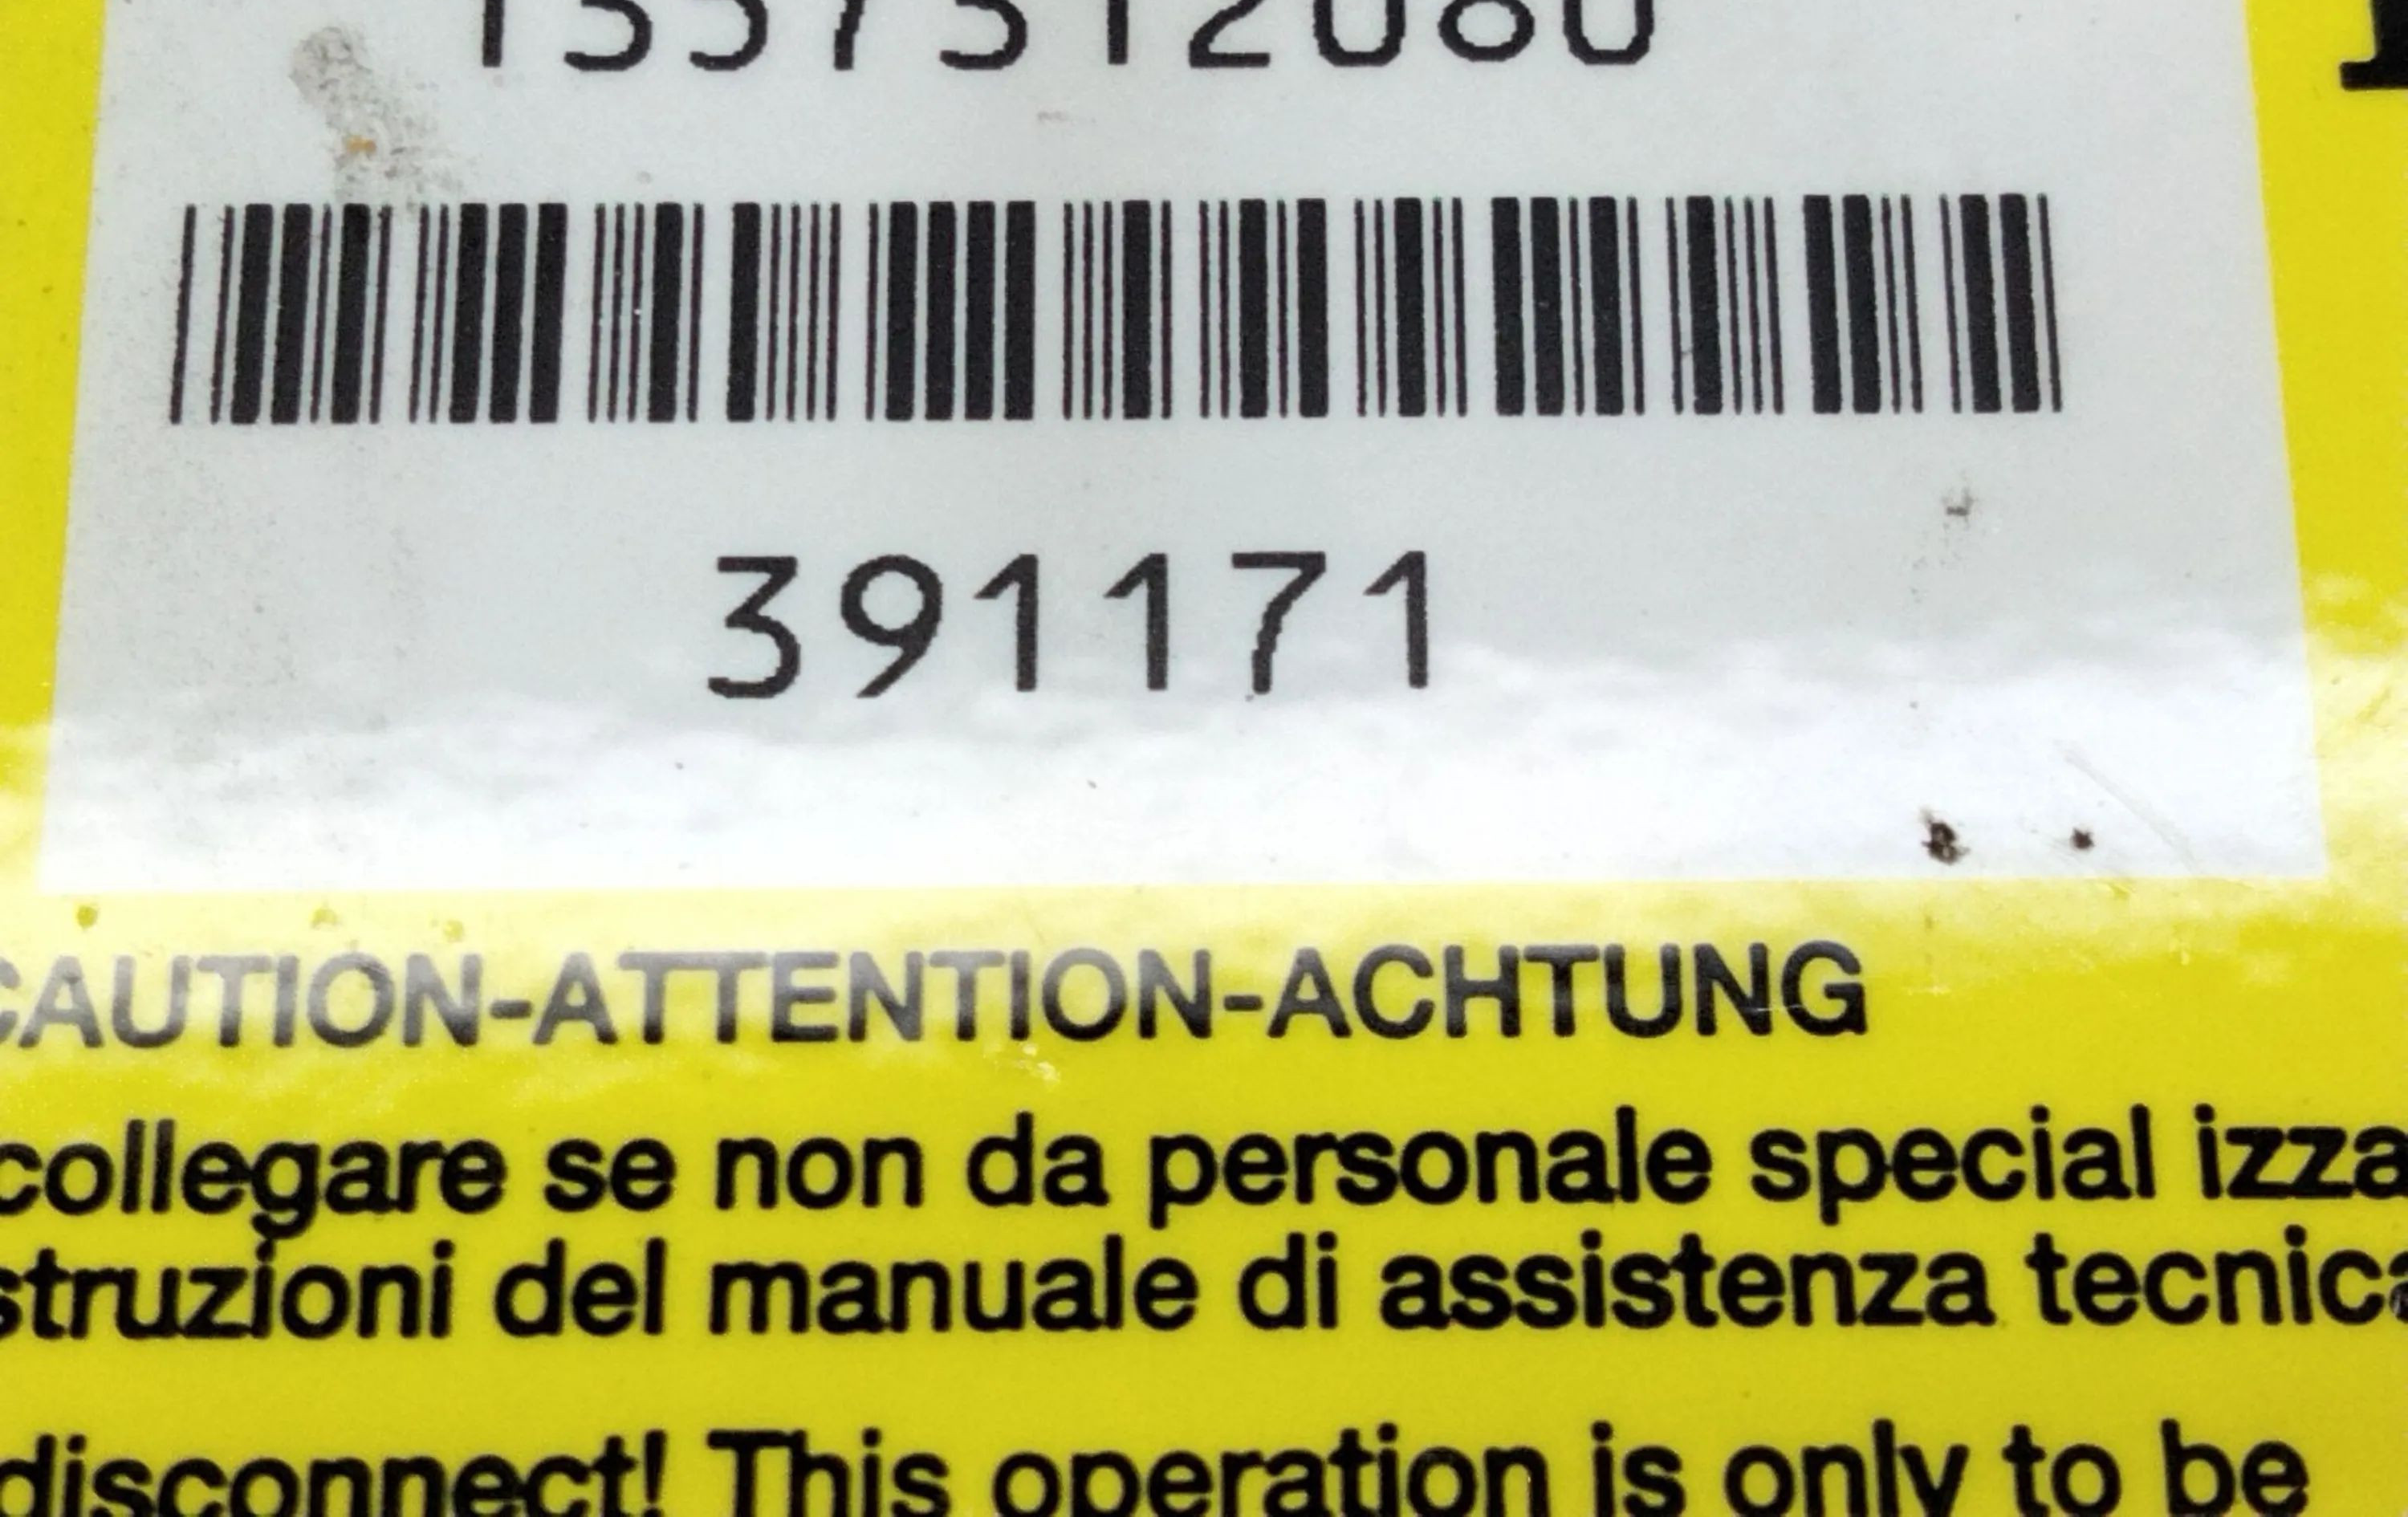 391171
CAUTION-ATTENTION-ACHTUNG
collegare se non da personale special izza
struzioni del manuale di assistenza tecnica
disconnect! This operation is only to be